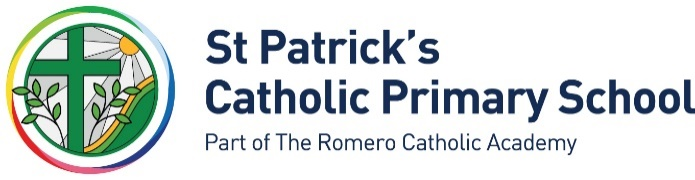 St Patrick's
Catholic Primary School
Part of The Romero Catholic Academy